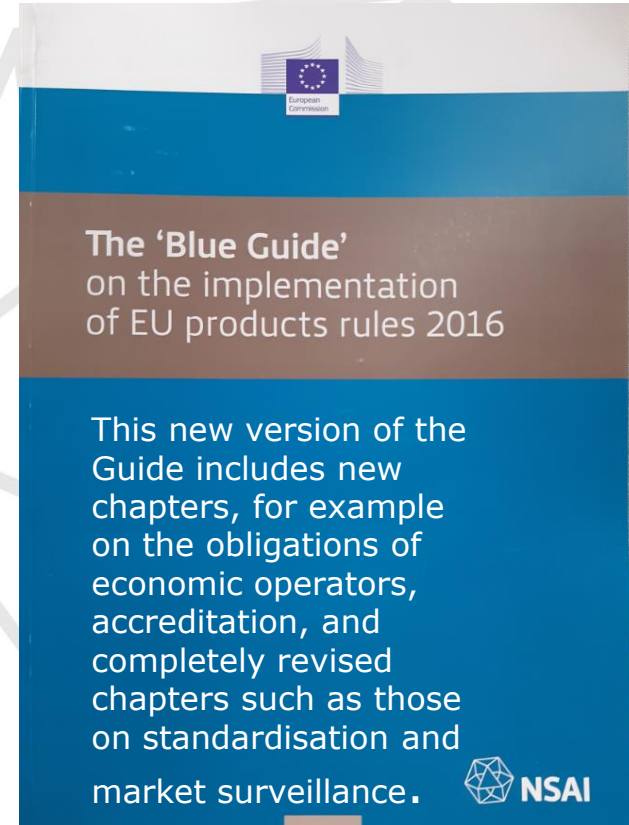 European
Commission
The ‘Blue Guide’
on the implementation
of EU products rules 2016
This new version of the
Guide includes new
chapters, for example
on the obligations of
economic operators,
accreditation, and
completely revised
chapters such as those
on standardisation and
market surveillance.
NSAI